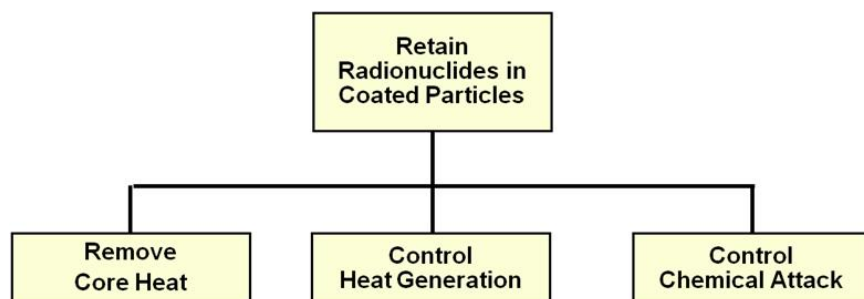 Retain
Radionuclides in
Coated Particles
Remove
Core Heat
Control
Heat Generation
Control
Chemical Attack